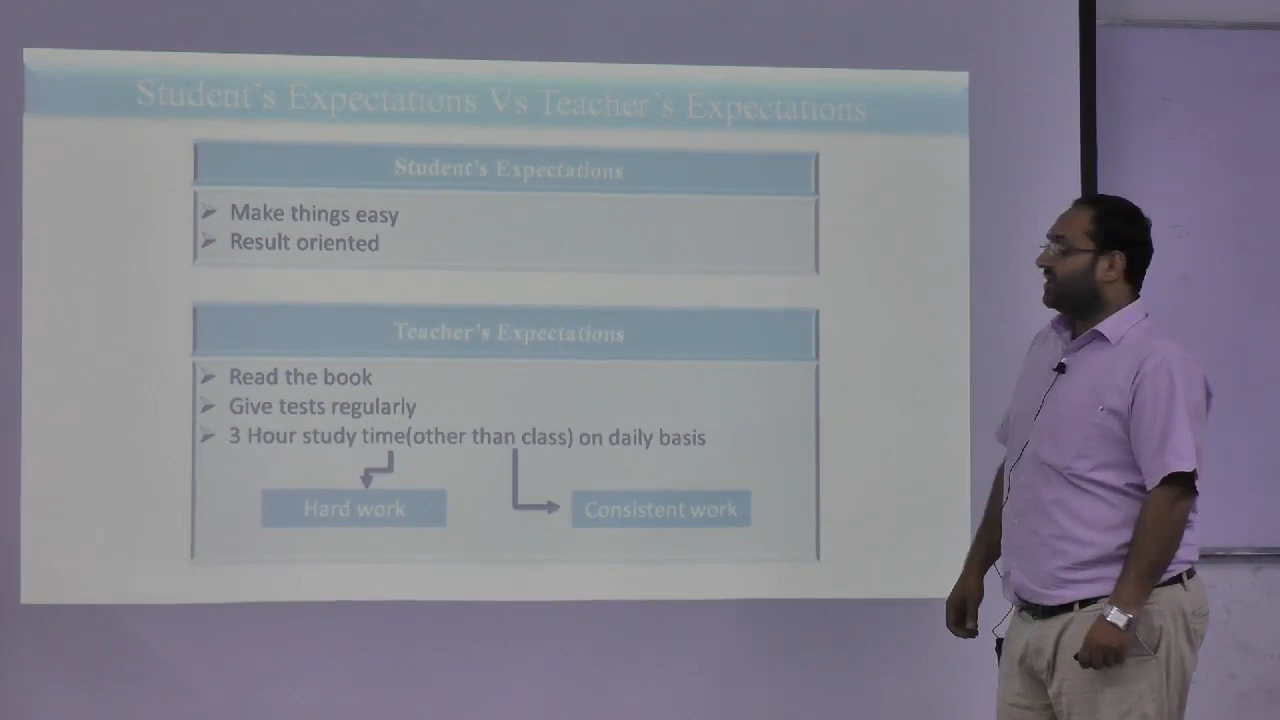 Student's Expectations Vs Teacher's Expectations
Student's Expectations
Make things easy
Result oriented
Teacher's Expectations
Read the book
Give tests regularly
3 Hour study time(other than class) on daily basis
Hard work
Consistent work